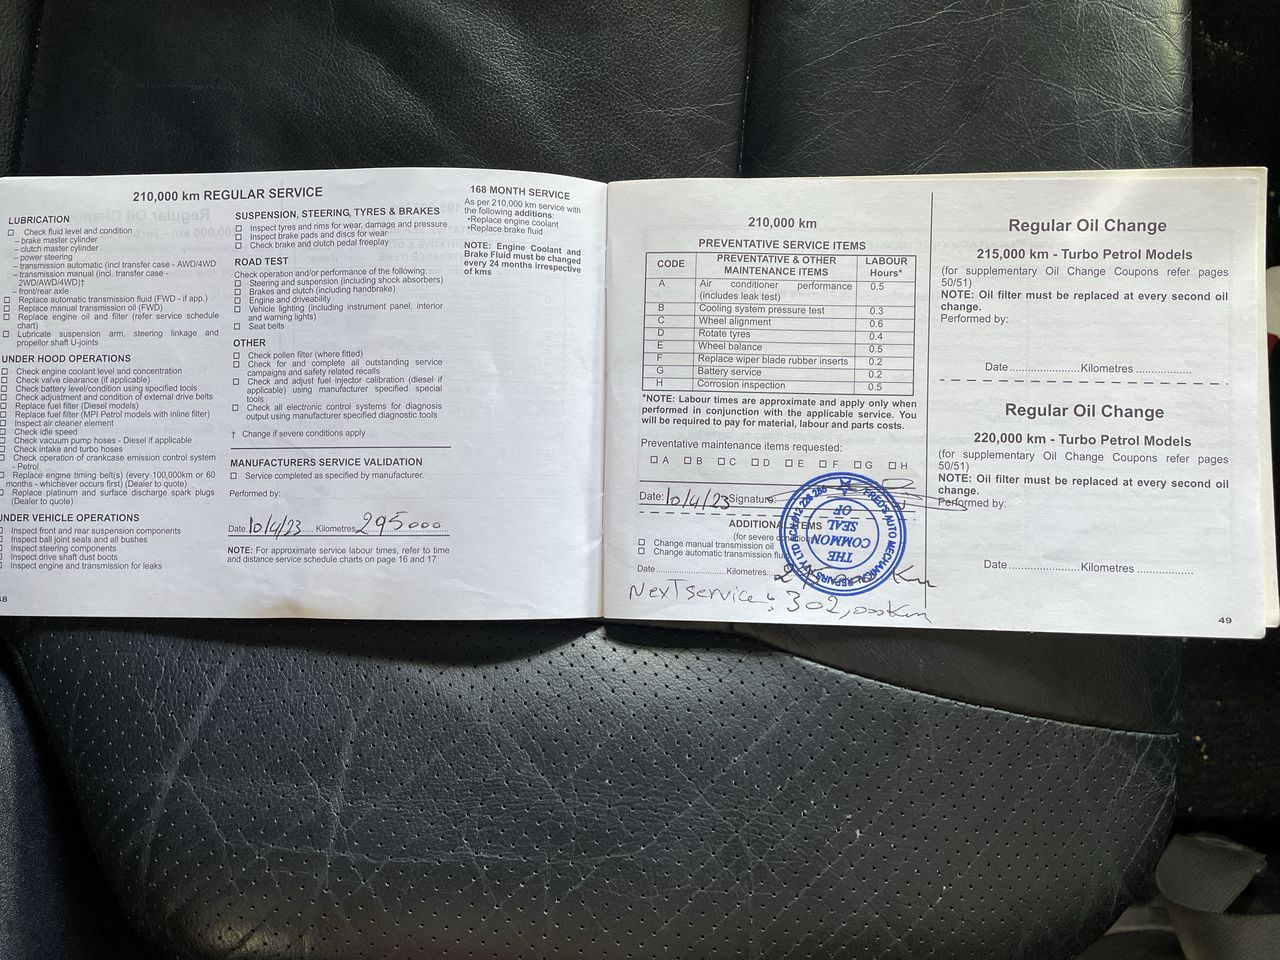 210,000 km REGULAR SERVICE
LUBRICATION
☐ Check fluid level and condition
– brake master cylinder
– clutch master cylinder
– power steering
– transmission automatic (incl transfer case - AWD/4WD
– transmission manual (incl. transfer case -
2WD/AWD/4WD)†
– front/rear axle
☐ Replace automatic transmission fluid (FWD - if app.)
☐ Replace manual transmission oil (FWD)
☐ Replace engine oil and filter (refer service schedule
chart)
☐ Lubricate suspension arm, steering linkage and
propellor shaft U-joints
UNDER HOOD OPERATIONS
☐ Check engine coolant level and concentration
☐ Check valve clearance (if applicable)
☐ Check battery level/condition using specified tools
☐ Check adjustment and condition of external drive belts
☐ Replace fuel filter (Diesel models)
☐ Replace fuel filter (MPI Petrol models with inline filter)
☐ Inspect air cleaner element
☐ Check idle speed
☐ Check vacuum pump hoses - Diesel if applicable
☐ Check intake and turbo hoses
☐ Check operation of crankcase emission control system
- Petrol
☐ Replace engine timing belt(s) (every 100,000km or 60
months - whichever occurs first) (Dealer to quote)
☐ Replace platinum and surface discharge spark plugs
(Dealer to quote)
UNDER VEHICLE OPERATIONS
☐ Inspect front and rear suspension components
☐ Inspect ball joint seals and all bushes
☐ Inspect steering components
☐ Inspect drive shaft dust boots
☐ Inspect engine and transmission for leaks
SUSPENSION, STEERING, TYRES & BRAKES
☐ Inspect tyres and rims for wear, damage and pressure
☐ Inspect brake pads and discs for wear
☐ Check brake and clutch pedal freeplay
ROAD TEST
Check operation and/or performance of the following:
☐ Steering and suspension (including shock absorbers)
☐ Brakes and clutch (including handbrake)
☐ Engine and driveability
☐ Vehicle lighting (including instrument panel, interior
and warning lights)
☐ Seat belts
OTHER
☐ Check pollen filter (where fitted)
☐ Check for and complete all outstanding service
campaigns and safety related recalls
☐ Check and adjust fuel injector calibration (diesel if
applicable) using manufacturer specified special
tools
☐ Check all electronic control systems for diagnosis
output using manufacturer specified diagnostic tools
† Change if severe conditions apply
MANUFACTURERS SERVICE VALIDATION
☐ Service completed as specified by manufacturer.
Performed by:
Date 10/4/23 Kilometres 295000
NOTE: For approximate service labour times, refer to time
and distance service schedule charts on page 16 and 17
168 MONTH SERVICE
As per 210,000 km service with
the following additions:
•Replace engine coolant
•Replace brake fluid
NOTE: Engine Coolant and
Brake Fluid must be changed
every 24 months irrespective
of kms
210,000 km
PREVENTATIVE SERVICE ITEMS
CODE PREVENTATIVE & OTHER MAINTENANCE ITEMS LABOUR Hours*
A Air conditioner performance (includes leak test) 0.5
B Cooling system pressure test 0.3
C Wheel alignment 0.6
D Rotate tyres 0.4
E Wheel balance 0.5
F Replace wiper blade rubber inserts 0.2
G Battery service 0.2
H Corrosion inspection 0.5
*NOTE: Labour times are approximate and apply only when
performed in conjunction with the applicable service. You
will be required to pay for material, labour and parts costs.
Preventative maintenance items requested:
☐ A ☐ B ☐ C ☐ D ☐ E ☐ F ☐ G ☐ H
Date: 10/4/23 Signature:
ADDITIONAL ITEMS
(for severe
☐ Change manual transmission oil
☐ Change automatic transmission
Date Kilometres Km
THE
COMMON
SEAL
OF
FRED'S AUTO MECHANICAL REPAIRS
Next service: 302,000Km
Regular Oil Change
215,000 km - Turbo Petrol Models
(for supplementary Oil Change Coupons refer pages
50/51)
NOTE: Oil filter must be replaced at every second oil
change.
Performed by:
Date ........................ Kilometres ..................
Regular Oil Change
220,000 km - Turbo Petrol Models
(for supplementary Oil Change Coupons refer pages
50/51)
NOTE: Oil filter must be replaced at every second oil
change.
Performed by:
Date ........................ Kilometres ..................
49